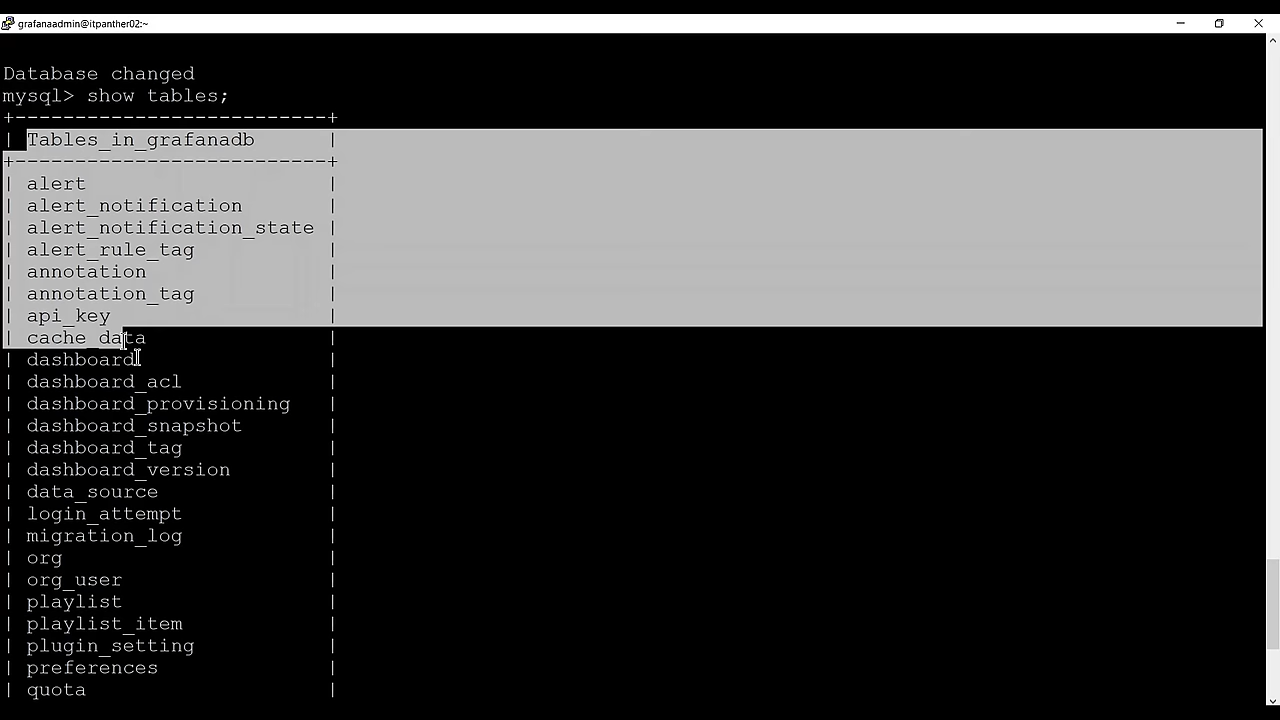 grafanaadmin@itpanther02:~
Database changed
mysql> show tables;
+--------------------------+
| Tables_in_grafanadb      |
+--------------------------+
| alert                    |
| alert_notification       |
| alert_notification_state |
| alert_rule_tag           |
| annotation               |
| annotation_tag           |
| api_key                  |
| cache_data               |
| dashboard                |
| dashboard_acl            |
| dashboard_provisioning   |
| dashboard_snapshot       |
| dashboard_tag            |
| dashboard_version        |
| data_source              |
| login_attempt            |
| migration_log            |
| org                      |
| org_user                 |
| playlist                 |
| playlist_item            |
| plugin_setting           |
| preferences              |
| quota                    |